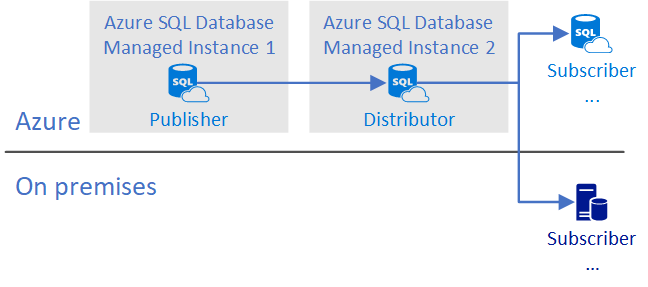 Azure SQL Database
Managed Instance 1
SQL
Publisher
Azure SQL Database
Managed Instance 2
SQL
Distributor
SQL
Subscriber
...
Azure
On premises
Subscriber
...